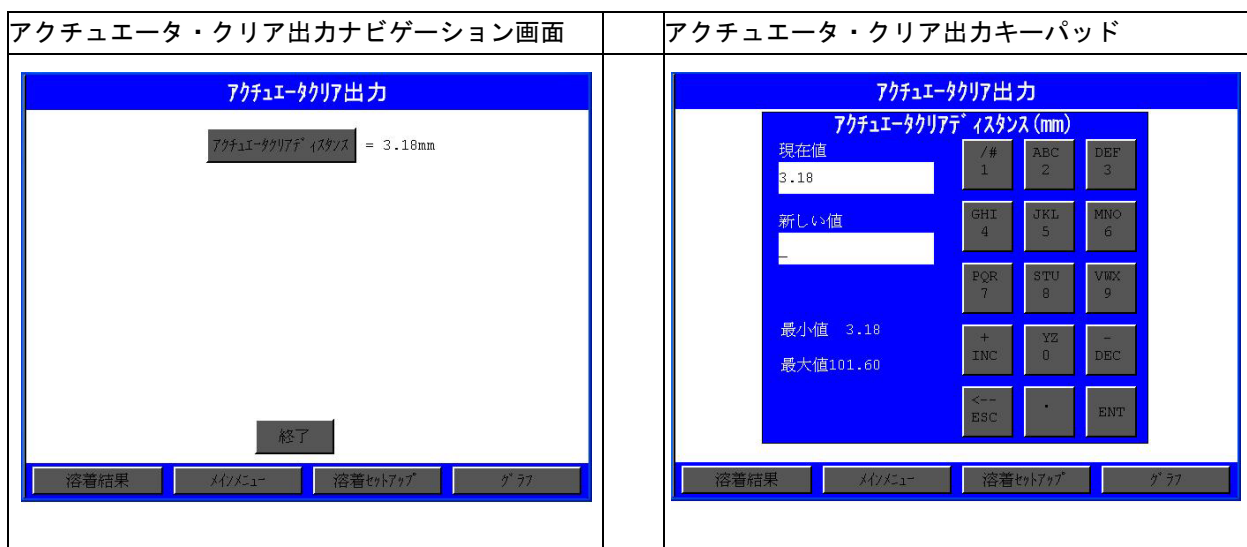 アクチュエータ・クリア出力ナビゲーション画面
アクチュエータ・クリア出力キーパッド
ｱｸﾁｭｴｰﾀｸﾘｱ出力
ｱｸﾁｭｴｰﾀｸﾘｱﾃﾞｨｽﾀﾝｽ = 3.18mm
終了
溶着結果 ﾒｲﾝﾒﾆｭｰ 溶着ｾｯﾄｱｯﾌﾟ ｸﾞﾗﾌ
ｱｸﾁｭｴｰﾀｸﾘｱ出力
ｱｸﾁｭｴｰﾀｸﾘｱﾃﾞｨｽﾀﾝｽ(mm)
現在値
3.18
新しい値
_
最小値 3.18
最大値101.60
/# ABC DEF
1 2 3
GHI JKL MNO
4 5 6
PQR STU VWX
7 8 9
+ YZ -
INC 0 DEC
<--
ESC . ENT
溶着結果 ﾒｲﾝﾒﾆｭｰ 溶着ｾｯﾄｱｯﾌﾟ ｸﾞﾗﾌ